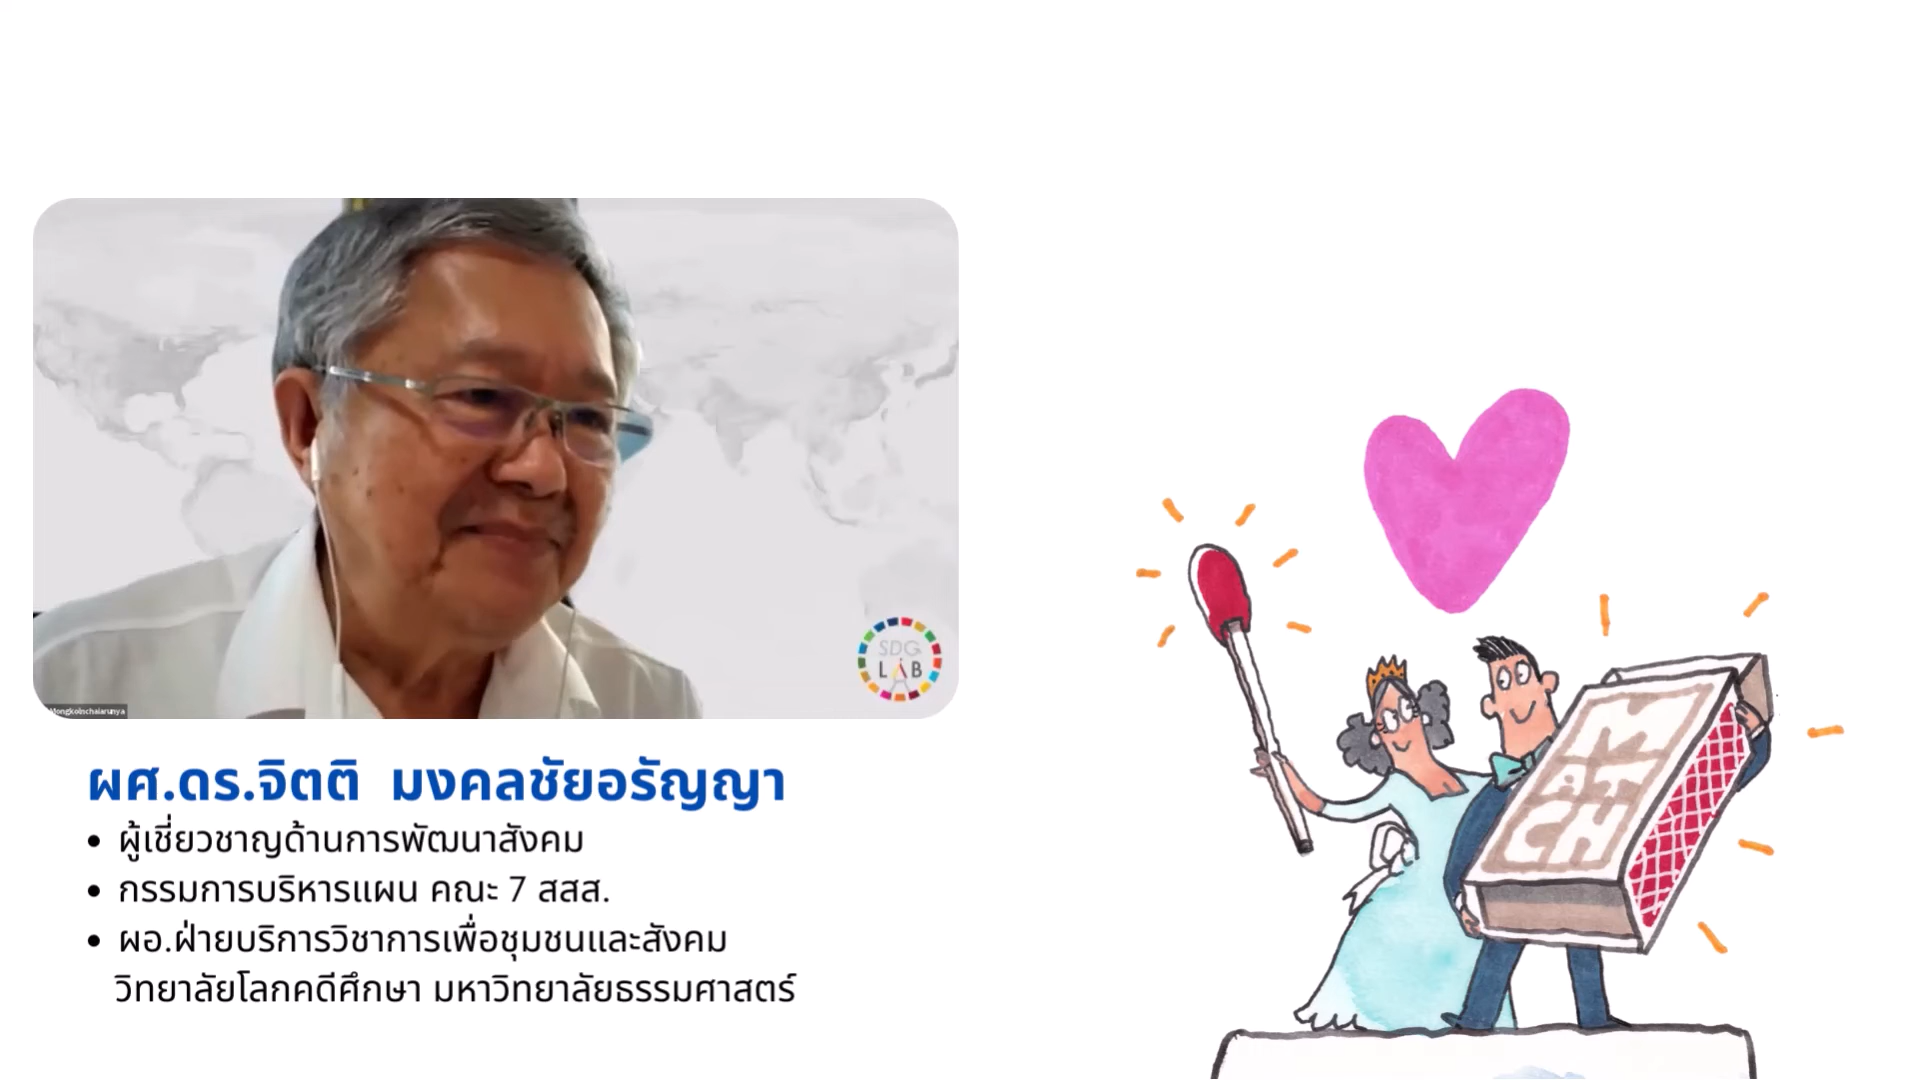 SDG
LAB
Mongkobschaiarunya
ผศ.ดร.จิตติ มงคลชัยอรัญญา
• ผู้เชี่ยวชาญด้านการพัฒนาสังคม
• กรรมการบริหารแผน คณะ 7 สสส.
• ผอ.ฝ่ายบริการวิชาการเพื่อชุมชนและสังคม
วิทยาลัยโลกคดีศึกษา มหาวิทยาลัยธรรมศาสตร์
M
AT
CH